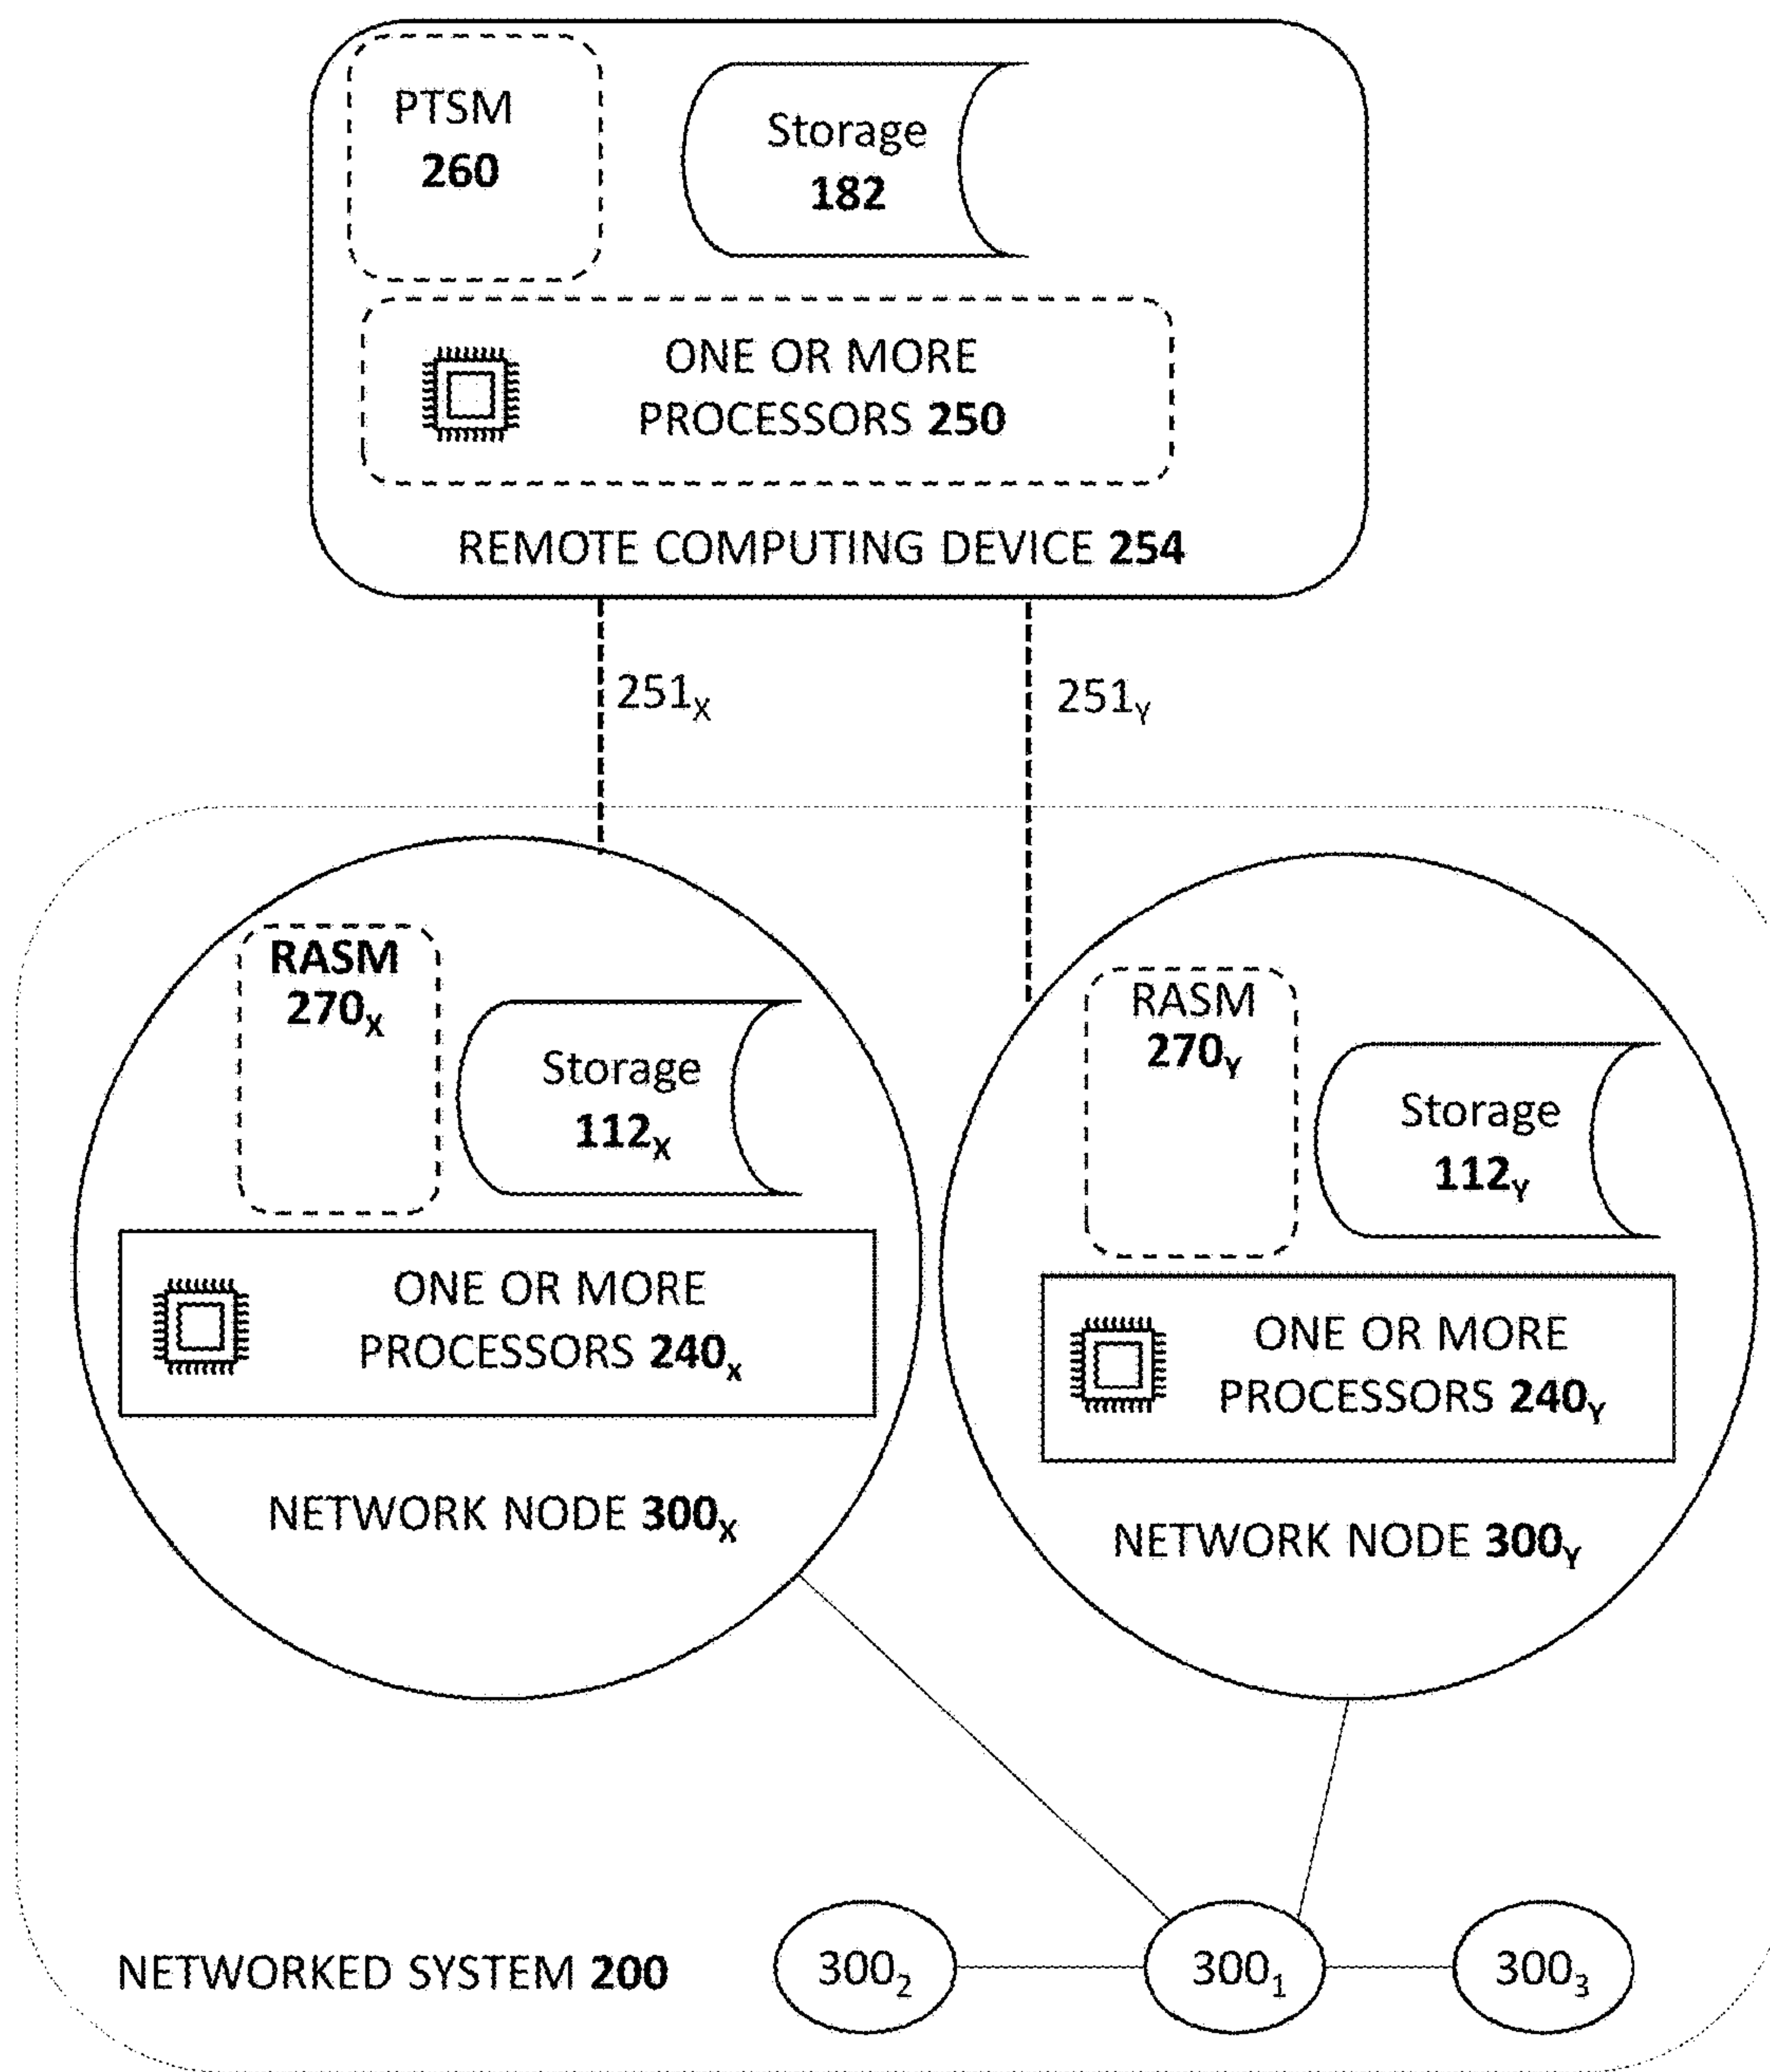 PTSM
260
Storage
182
ONE OR MORE
PROCESSORS 250
REMOTE COMPUTING DEVICE 254
251X
251Y
RASM
270X
Storage
112X
ONE OR MORE
PROCESSORS 240X
NETWORK NODE 300X
RASM
270Y
Storage
112Y
ONE OR MORE
PROCESSORS 240Y
NETWORK NODE 300Y
NETWORKED SYSTEM 200
3002
3001
3003